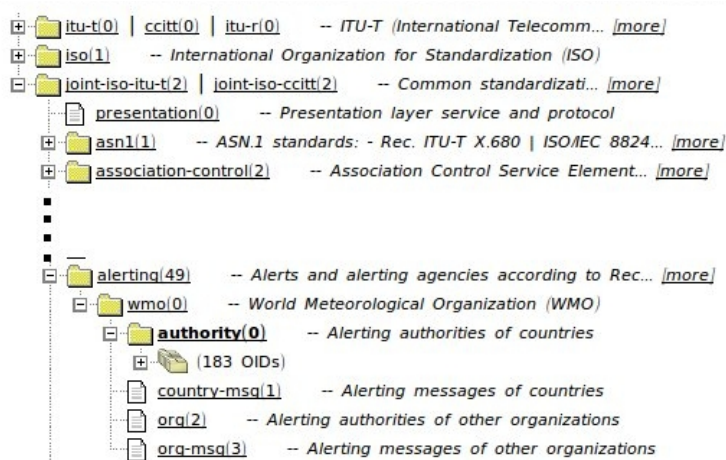 itu-t(0) | ccitt(0) | itu-r(0) -- ITU-T (International Telecomm... [more]
iso(1) -- International Organization for Standardization (ISO)
joint-iso-itu-t(2) | joint-iso-ccitt(2) -- Common standardizati... [more]
presentation(0) -- Presentation layer service and protocol
asn1(1) -- ASN.1 standards: - Rec. ITU-T X.680 | ISO/IEC 8824... [more]
association-control(2) -- Association Control Service Element... [more]
alerting(49) -- Alerts and alerting agencies according to Rec... [more]
wmo(0) -- World Meteorological Organization (WMO)
authority(0) -- Alerting authorities of countries
(183 OIDs)
country-msg(1) -- Alerting messages of countries
org(2) -- Alerting authorities of other organizations
org-msg(3) -- Alerting messages of other organizations